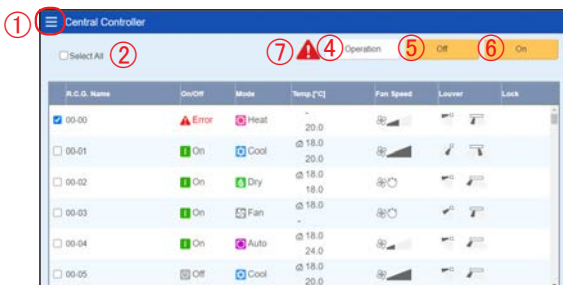 ① Central Controller
Select All ② ⑦ ④ Operation ⑤ Off ⑥ On
R.C.G. Name On/Off Mode Temp.[°C] Fan Speed Louver Lock
00-00 Error Heat - 20.0
00-01 On Cool 18.0 20.0
00-02 On Dry 18.0 18.0
00-03 On Fan 18.0 -
00-04 On Auto 18.0 24.0
00-05 Off Cool 18.0 20.0